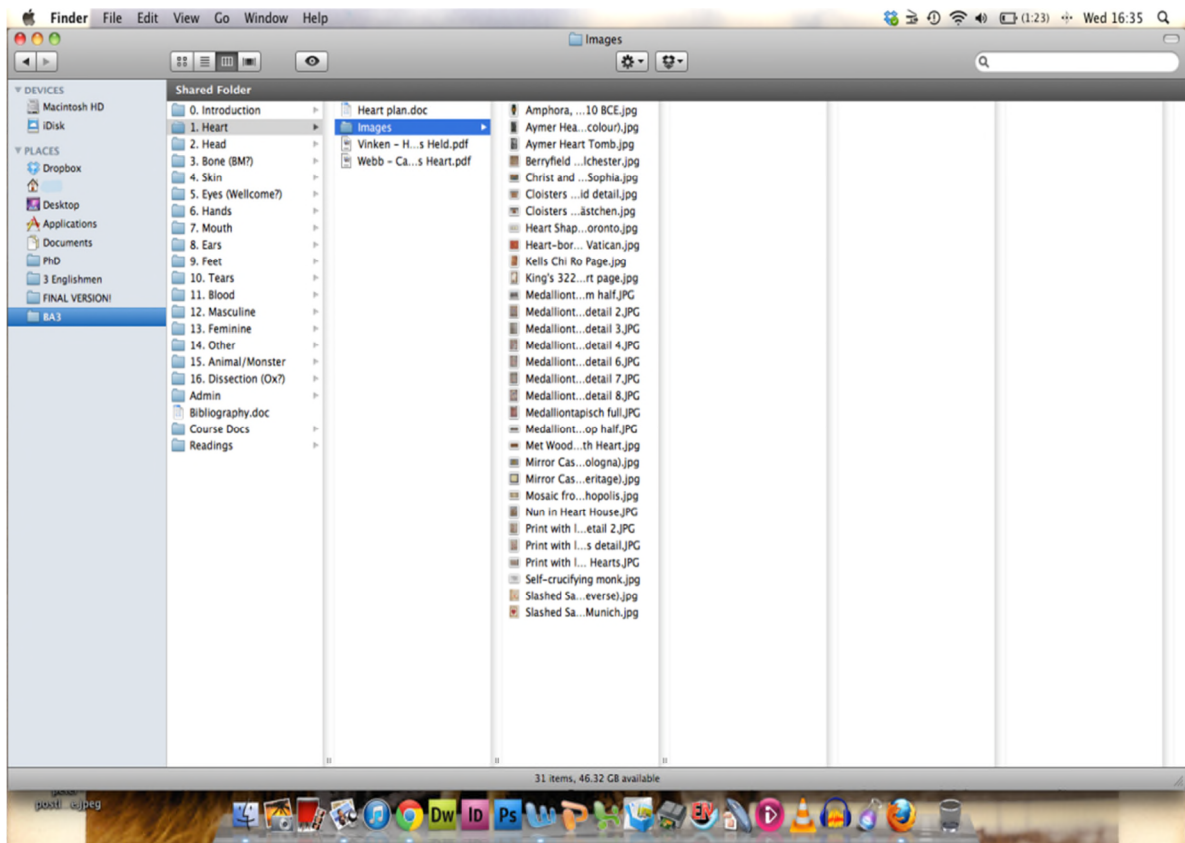 Finder File Edit View Go Window Help (1:23) Wed 16:35
Images
DEVICES
Macintosh HD
iDisk
PLACES
Dropbox
Desktop
Applications
Documents
PhD
3 Englishmen
FINAL VERSION!
BA3
Shared Folder
0. Introduction
1. Heart
2. Head
3. Bone (BM?)
4. Skin
5. Eyes (Wellcome?)
6. Hands
7. Mouth
8. Ears
9. Feet
10. Tears
11. Blood
12. Masculine
13. Feminine
14. Other
15. Animal/Monster
16. Dissection (Ox?)
Admin
Bibliography.doc
Course Docs
Readings
Heart plan.doc
Images
Vinken - H...s Held.pdf
Webb - Ca...s Heart.pdf
Amphora, ...10 BCE.jpg
Aymer Hea...colour).jpg
Aymer Heart Tomb.jpg
Berryfield ...lchester.jpg
Christ and ...Sophia.jpg
Cloisters ...id detail.jpg
Cloisters ...ästchen.jpg
Heart Shap...oronto.jpg
Heart-bor... Vatican.jpg
Kells Chi Ro Page.jpg
King's 322...rt page.jpg
Medalliont...m half.JPG
Medalliont...detail 2.JPG
Medalliont...detail 3.JPG
Medalliont...detail 4.JPG
Medalliont...detail 6.JPG
Medalliont...detail 7.JPG
Medalliont...detail 8.JPG
Medalliontapisch full.JPG
Medalliont...op half.JPG
Met Wood...th Heart.jpg
Mirror Cas...ologna).jpg
Mirror Cas...eritage).jpg
Mosaic fro...hopolis.jpg
Nun in Heart House.JPG
Print with l...etail 2.JPG
Print with l...s detail.JPG
Print with l... Hearts.JPG
Self-crucifying monk.jpg
Slashed Sa...everse).jpg
Slashed Sa...Munich.jpg
31 items, 46.32 GB available
Dw ID Ps